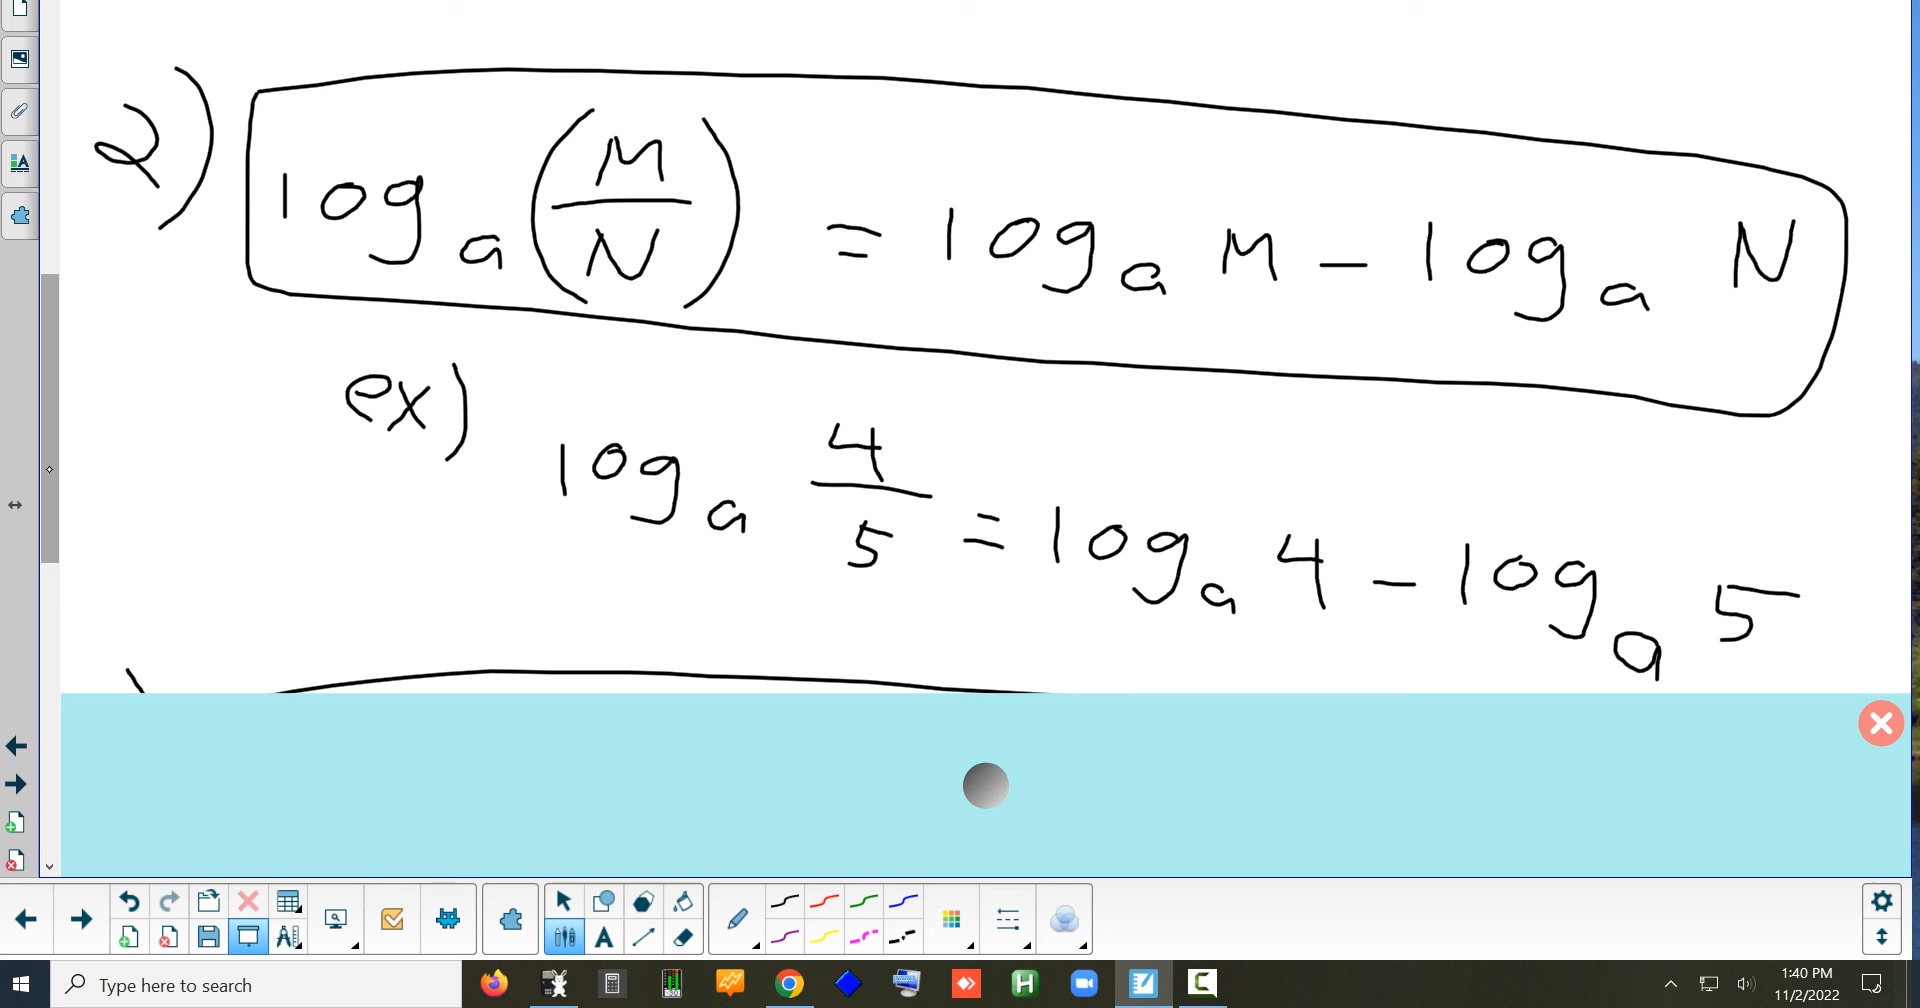 2) log_a (M/N) = log_a M - log_a N
ex) log_a 4/5 = log_a 4 - log_a 5
Type here to search
1:40 PM
11/2/2022